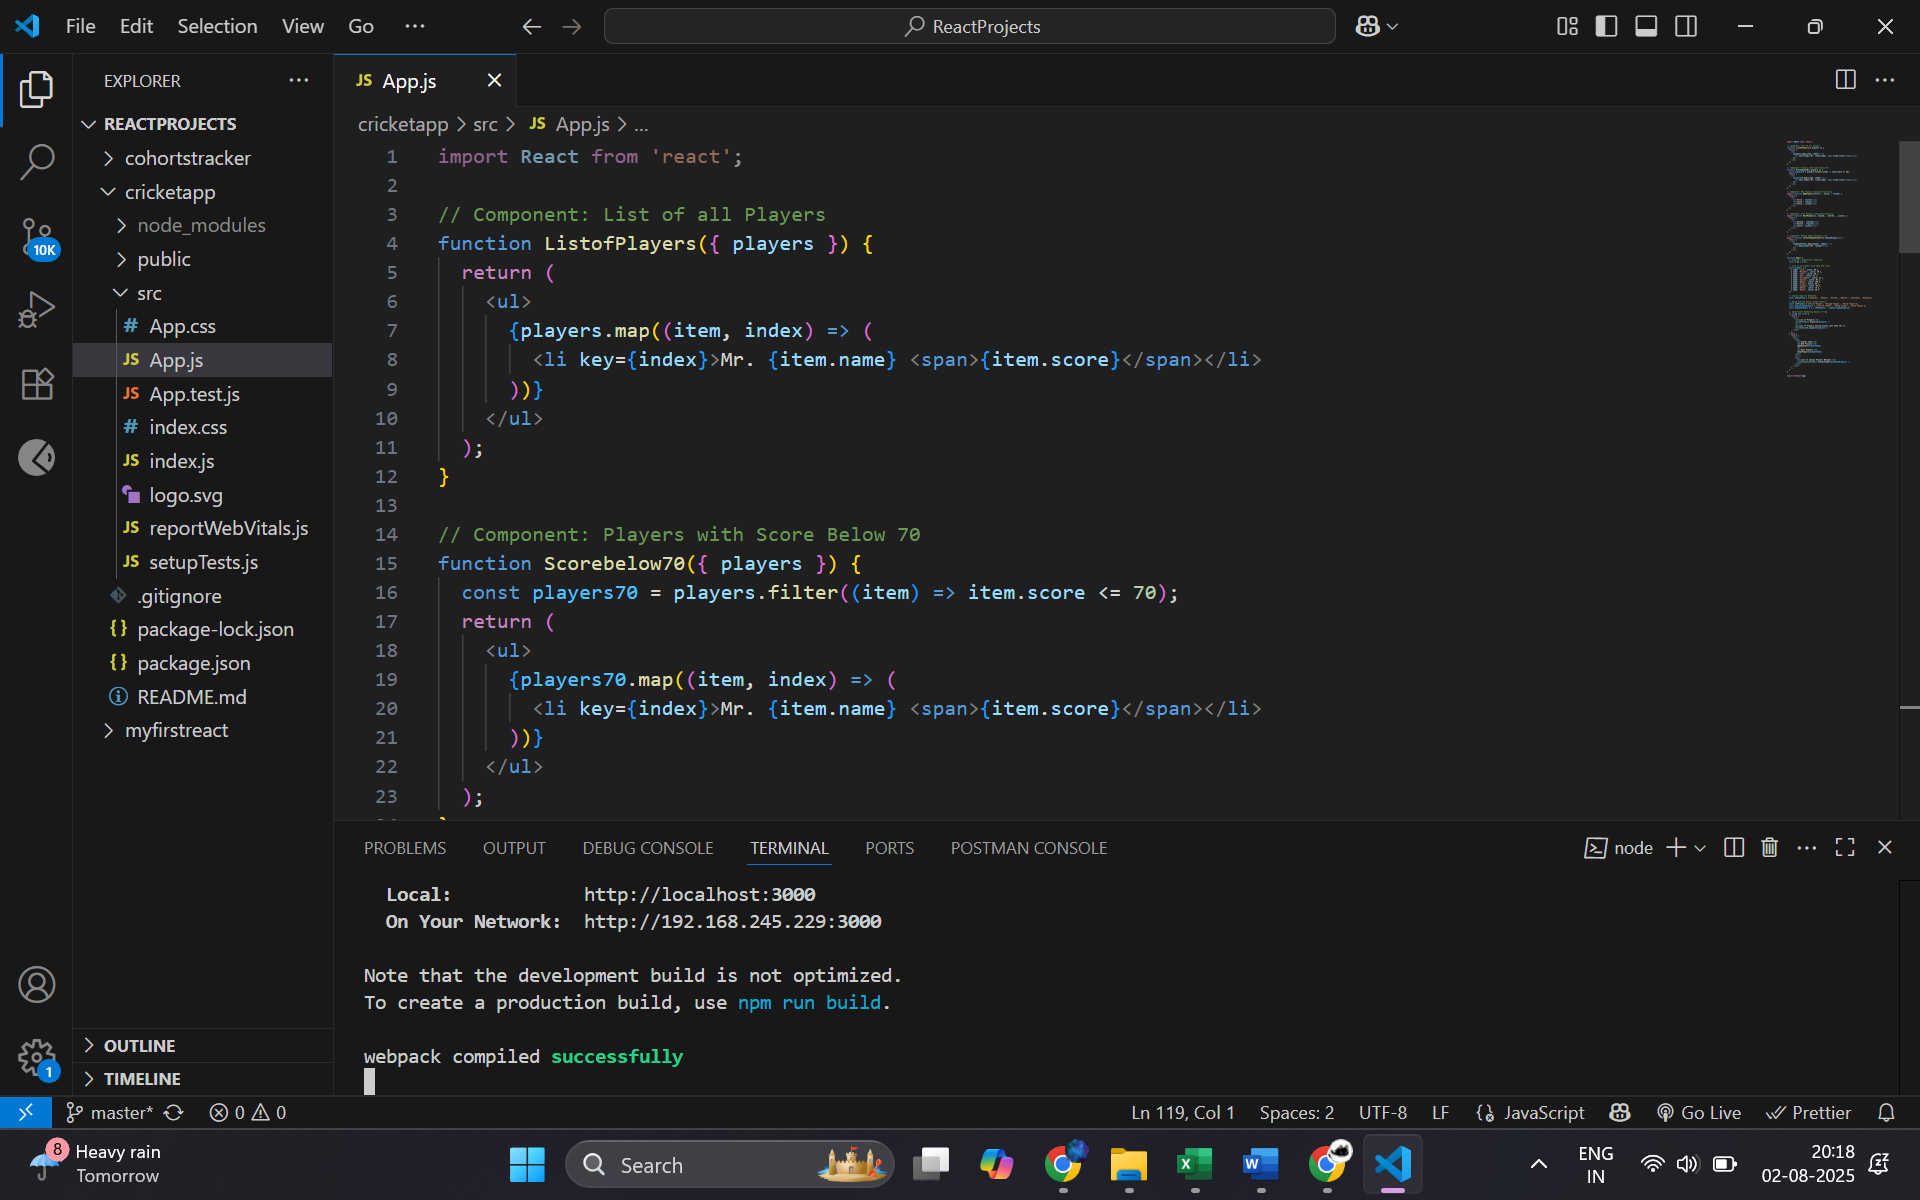 File Edit Selection View Go ReactProjects
EXPLORER
REACTPROJECTS
cohortstracker
cricketapp
node_modules
public
src
App.css
App.js
App.test.js
index.css
index.js
logo.svg
reportWebVitals.js
setupTests.js
.gitignore
package-lock.json
package.json
README.md
myfirstreact
OUTLINE
TIMELINE
10K
1
JS App.js
cricketapp > src > JS App.js > ...
1 import React from 'react';
2
3 // Component: List of all Players
4 function ListofPlayers({ players }) {
5 return (
6 <ul>
7 {players.map((item, index) => (
8 <li key={index}>Mr. {item.name} <span>{item.score}</span></li>
9 ))}
10 </ul>
11 );
12 }
13
14 // Component: Players with Score Below 70
15 function Scorebelow70({ players }) {
16 const players70 = players.filter((item) => item.score <= 70);
17 return (
18 <ul>
19 {players70.map((item, index) => (
20 <li key={index}>Mr. {item.name} <span>{item.score}</span></li>
21 ))}
22 </ul>
23 );
PROBLEMS OUTPUT DEBUG CONSOLE TERMINAL PORTS POSTMAN CONSOLE node
Local: http://localhost:3000
On Your Network: http://192.168.245.229:3000
Note that the development build is not optimized.
To create a production build, use npm run build.
webpack compiled successfully
master* 0 0 Ln 119, Col 1 Spaces: 2 UTF-8 LF JavaScript Go Live Prettier
8 Heavy rain
Tomorrow
Search
ENG
IN
20:18
02-08-2025